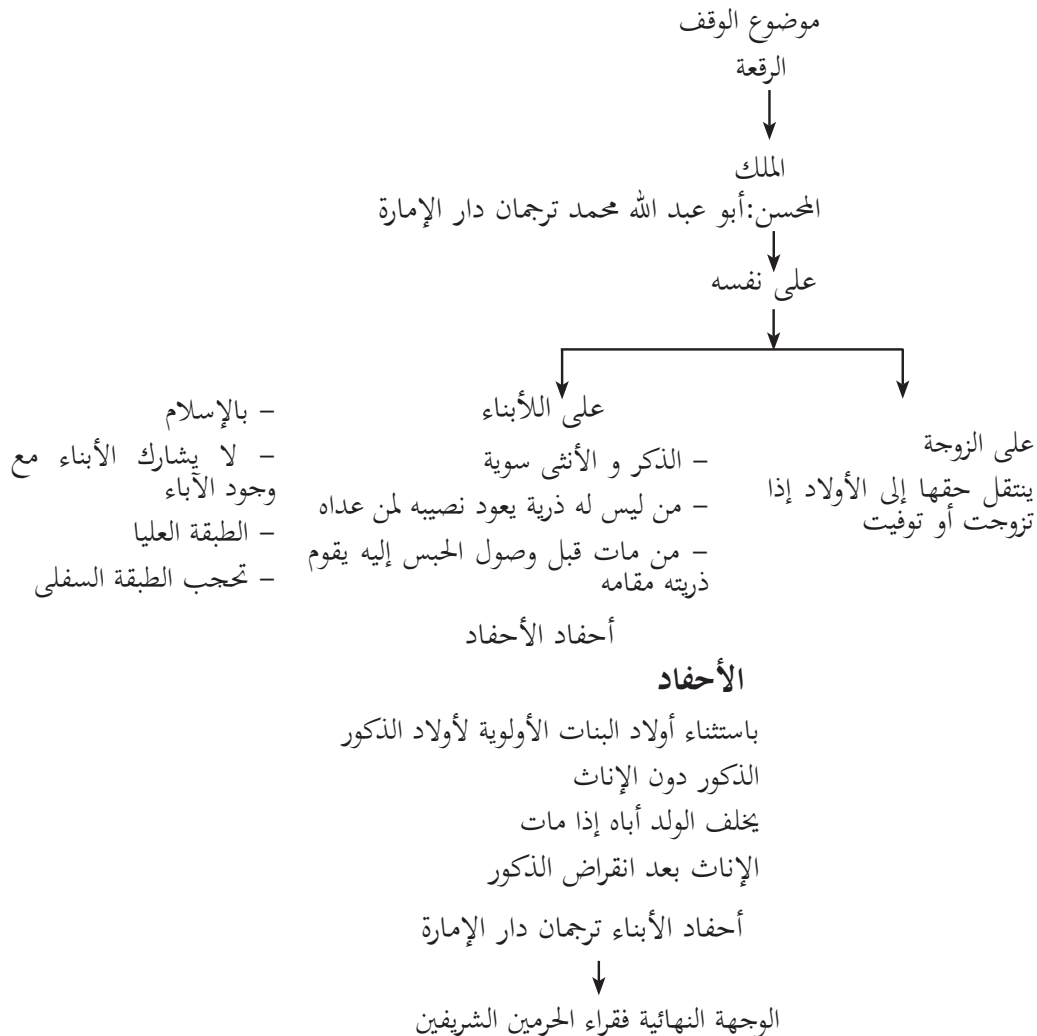 موضوع الوقف
الرقعة
الملك
المحسن:أبو عبد الله محمد ترجمان دار الإمارة
على نفسه
على الزوجة
ينتقل حقها إلى الأولاد إذا
تزوجت أو توفيت
على اللأبناء
– الذكر و الأنثى سوية
– من ليس له ذرية يعود نصيبه لمن عداه
– من مات قبل وصول الحبس إليه يقوم
ذريته مقامه
– بالإسلام
– لا يشارك الأبناء مع
وجود الآباء
– الطبقة العليا
– تحجب الطبقة السفلى
أحفاد الأحفاد
الأحفاد
باستثناء أولاد البنات الأولوية لأولاد الذكور
الذكور دون الإناث
يخلف الولد أباه إذا مات
الإناث بعد انقراض الذكور
أحفاد الأبناء ترجمان دار الإمارة
الوجهة النهائية فقراء الحرمين الشريفين